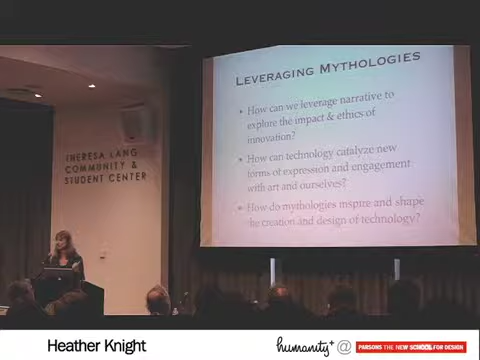 LEVERAGING MYTHOLOGIES
• How can we leverage narrative to
explore the impact & ethics of
innovation?
• How can technology catalyze new
forms of expression and engagement
with art and ourselves?
• How do mythologies inspire and shape
the creation and design of technology?
THERESA LANG
COMMUNITY &
STUDENT CENTER
Heather Knight
humanity+ @ PARSONS THE NEW SCHOOL FOR DESIGN